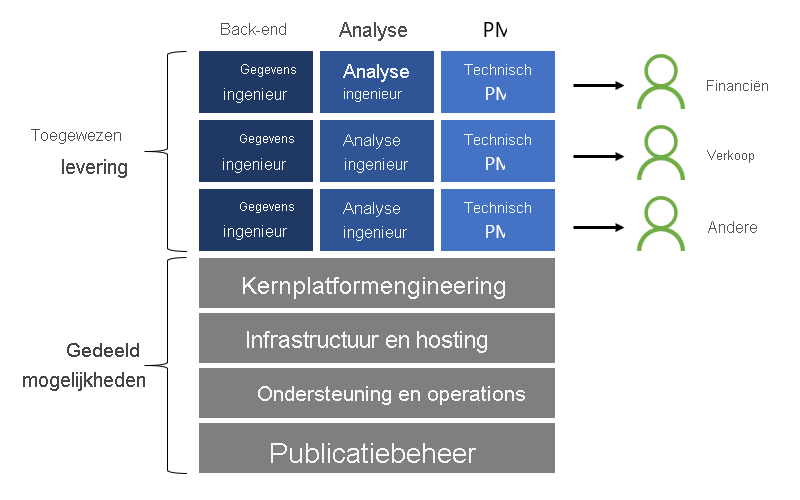 Back-end
Analyse
PM
Gegevens
ingenieur
Analyse
ingenieur
Technisch
PM
Financiën
Toegewezen
levering
Gegevens
ingenieur
Analyse
ingenieur
Technisch
PM
Verkoop
Gegevens
ingenieur
Analyse
ingenieur
Technisch
PM
Andere
Gedeeld
mogelijkheden
Kernplatformengineering
Infrastructuur en hosting
Ondersteuning en operations
Publicatiebeheer